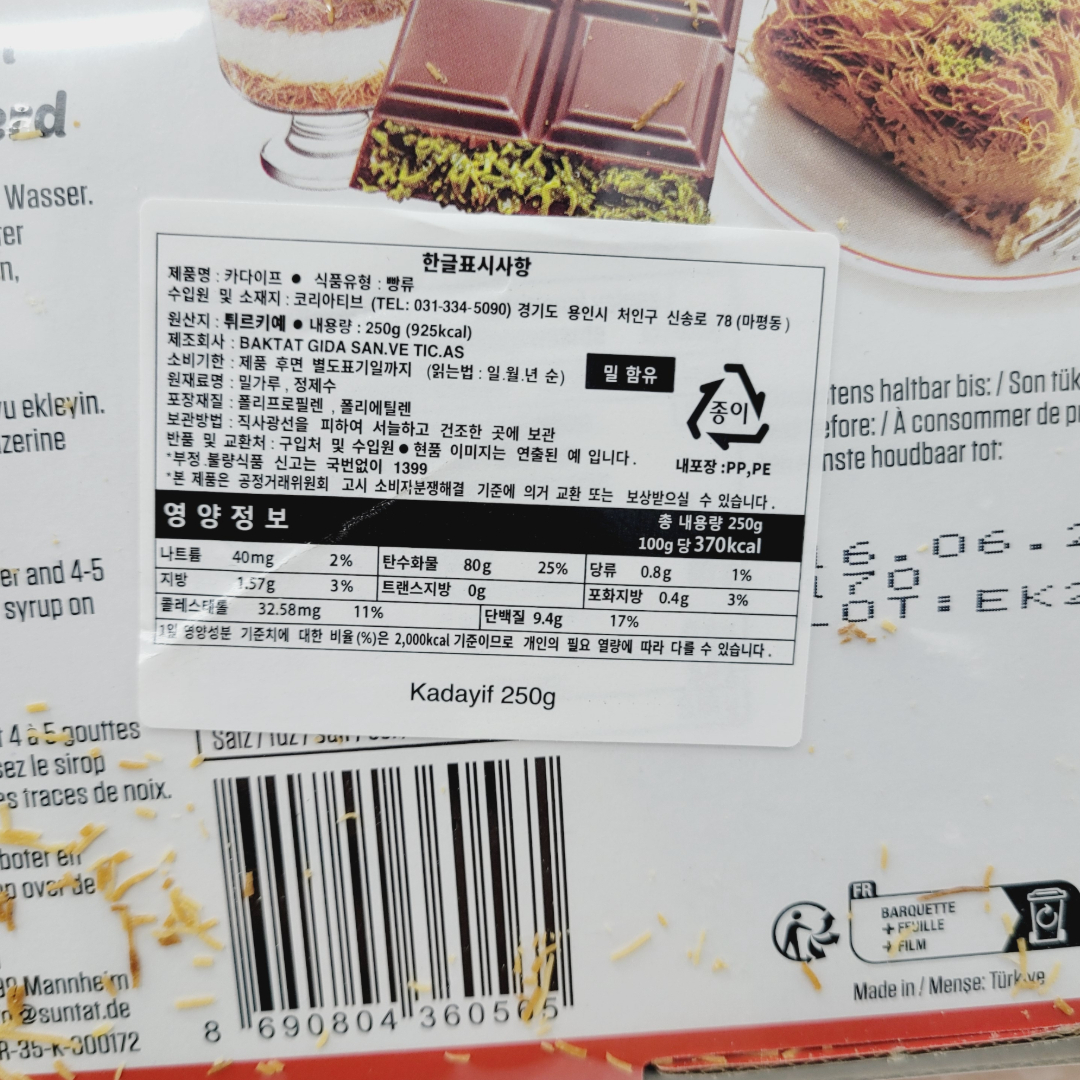 Wasser.
한글표시사항
제품명 : 카다이프 ● 식품유형 : 빵류
수입원 및 소재지 : 코리아티브 (TEL: 031-334-5090) 경기도 용인시 처인구 신송로 78 (마평동)
원산지 : 튀르키예 ● 내용량 : 250g (925kcal)
제조회사 : BAKTAT GIDA SAN.VE TIC.AS
소비기한 : 제품 후면 별도표기일까지 (읽는법 : 일.월.년 순)
밀 함유
원재료명 : 밀가루 , 정제수
포장재질 : 폴리프로필렌 , 폴리에틸렌
보관방법 : 직사광선을 피하여 서늘하고 건조한 곳에 보관
반품 및 교환처 : 구입처 및 수입원 ● 현품 이미지는 연출된 예 입니다.
*부정.불량식품 신고는 국번없이 1399
*본 제품은 공정거래위원회 고시 소비자분쟁해결 기준에 의거 교환 또는 보상받으실 수 있습니다.
종이
내포장 :PP,PE
영양정보
총 내용량 250g
100g 당 370kcal
나트륨 40mg 2% 탄수화물 80g 25% 당류 0.8g 1%
지방 1.57g 3% 트랜스지방 0g 포화지방 0.4g 3%
콜레스테롤 32.58mg 11% 단백질 9.4g 17%
1일 영양성분 기준치에 대한 비율(%)은 2,000kcal 기준이므로 개인의 필요 열량에 따라 다를 수 있습니다.
Kadayif 250g
ekleyin.
üzerine
haltbar bis: / Son
À consommer de
houdbaar tot:
and 4-5
syrup on
6.06.
170
LOT: EK
4 à 5 gouttes
le sirop
traces de noix.
boter en
over de
Mannheim
@suntat.de
-35-K-000172
8 690804 360565
FR
BARQUETTE
+ FEUILLE
+ FILM
Made in / Menşe: Türkiye